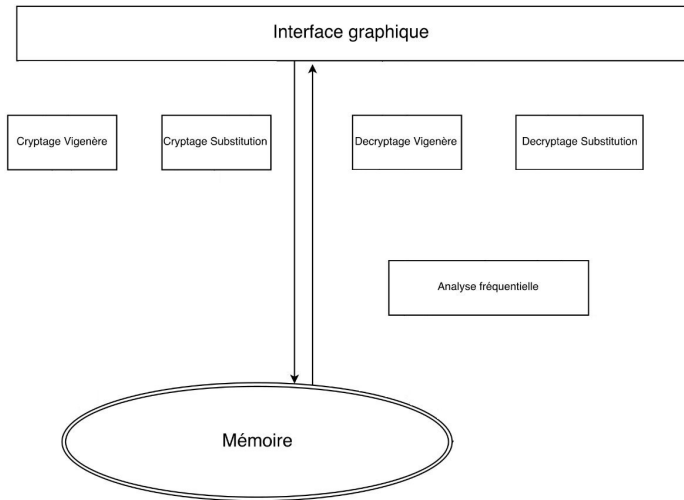 Interface graphique
Cryptage Vigenère
Cryptage Substitution
Decryptage Vigenère
Decryptage Substitution
Analyse fréquentielle
Mémoire